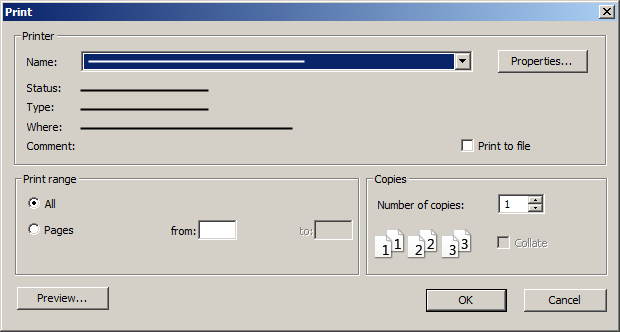 Print
Printer
Name:
Properties...
Status:
Type:
Where:
Comment:
Print to file
Print range
All
Pages from: to:
Copies
Number of copies: 1
1 1 2 2 3 3
Collate
Preview...
OK Cancel